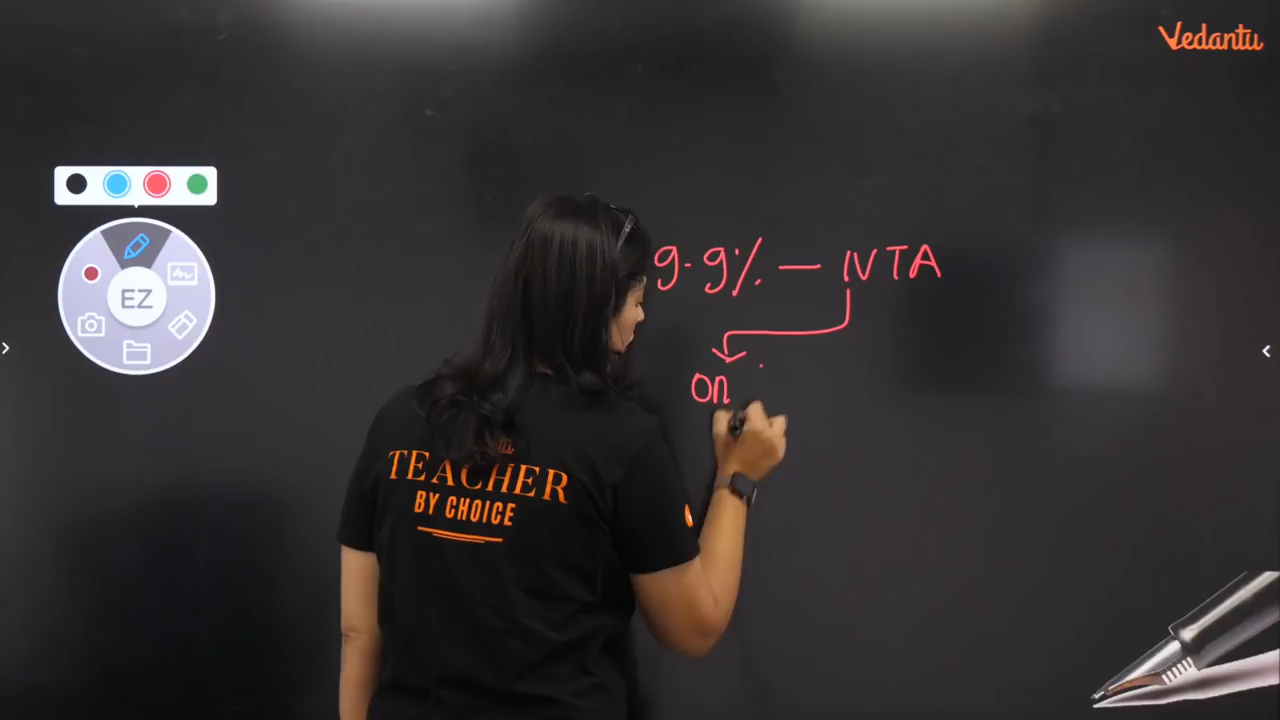 Vedantu
EZ
9.9% — IVTA
on
TEACHER
BY CHOICE